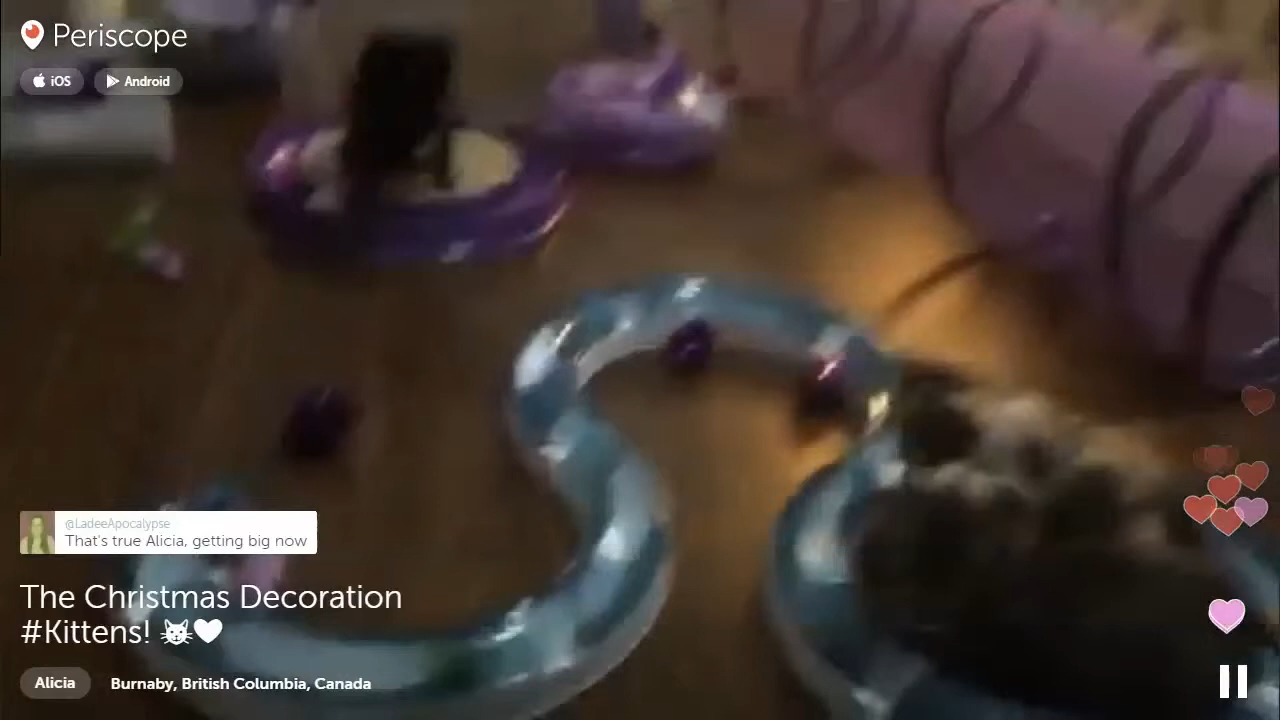 Periscope
iOS
Android
@LadeeApocalypse
That's true Alicia, getting big now
The Christmas Decoration
#Kittens! 🐱🤍
Alicia
Burnaby, British Columbia, Canada